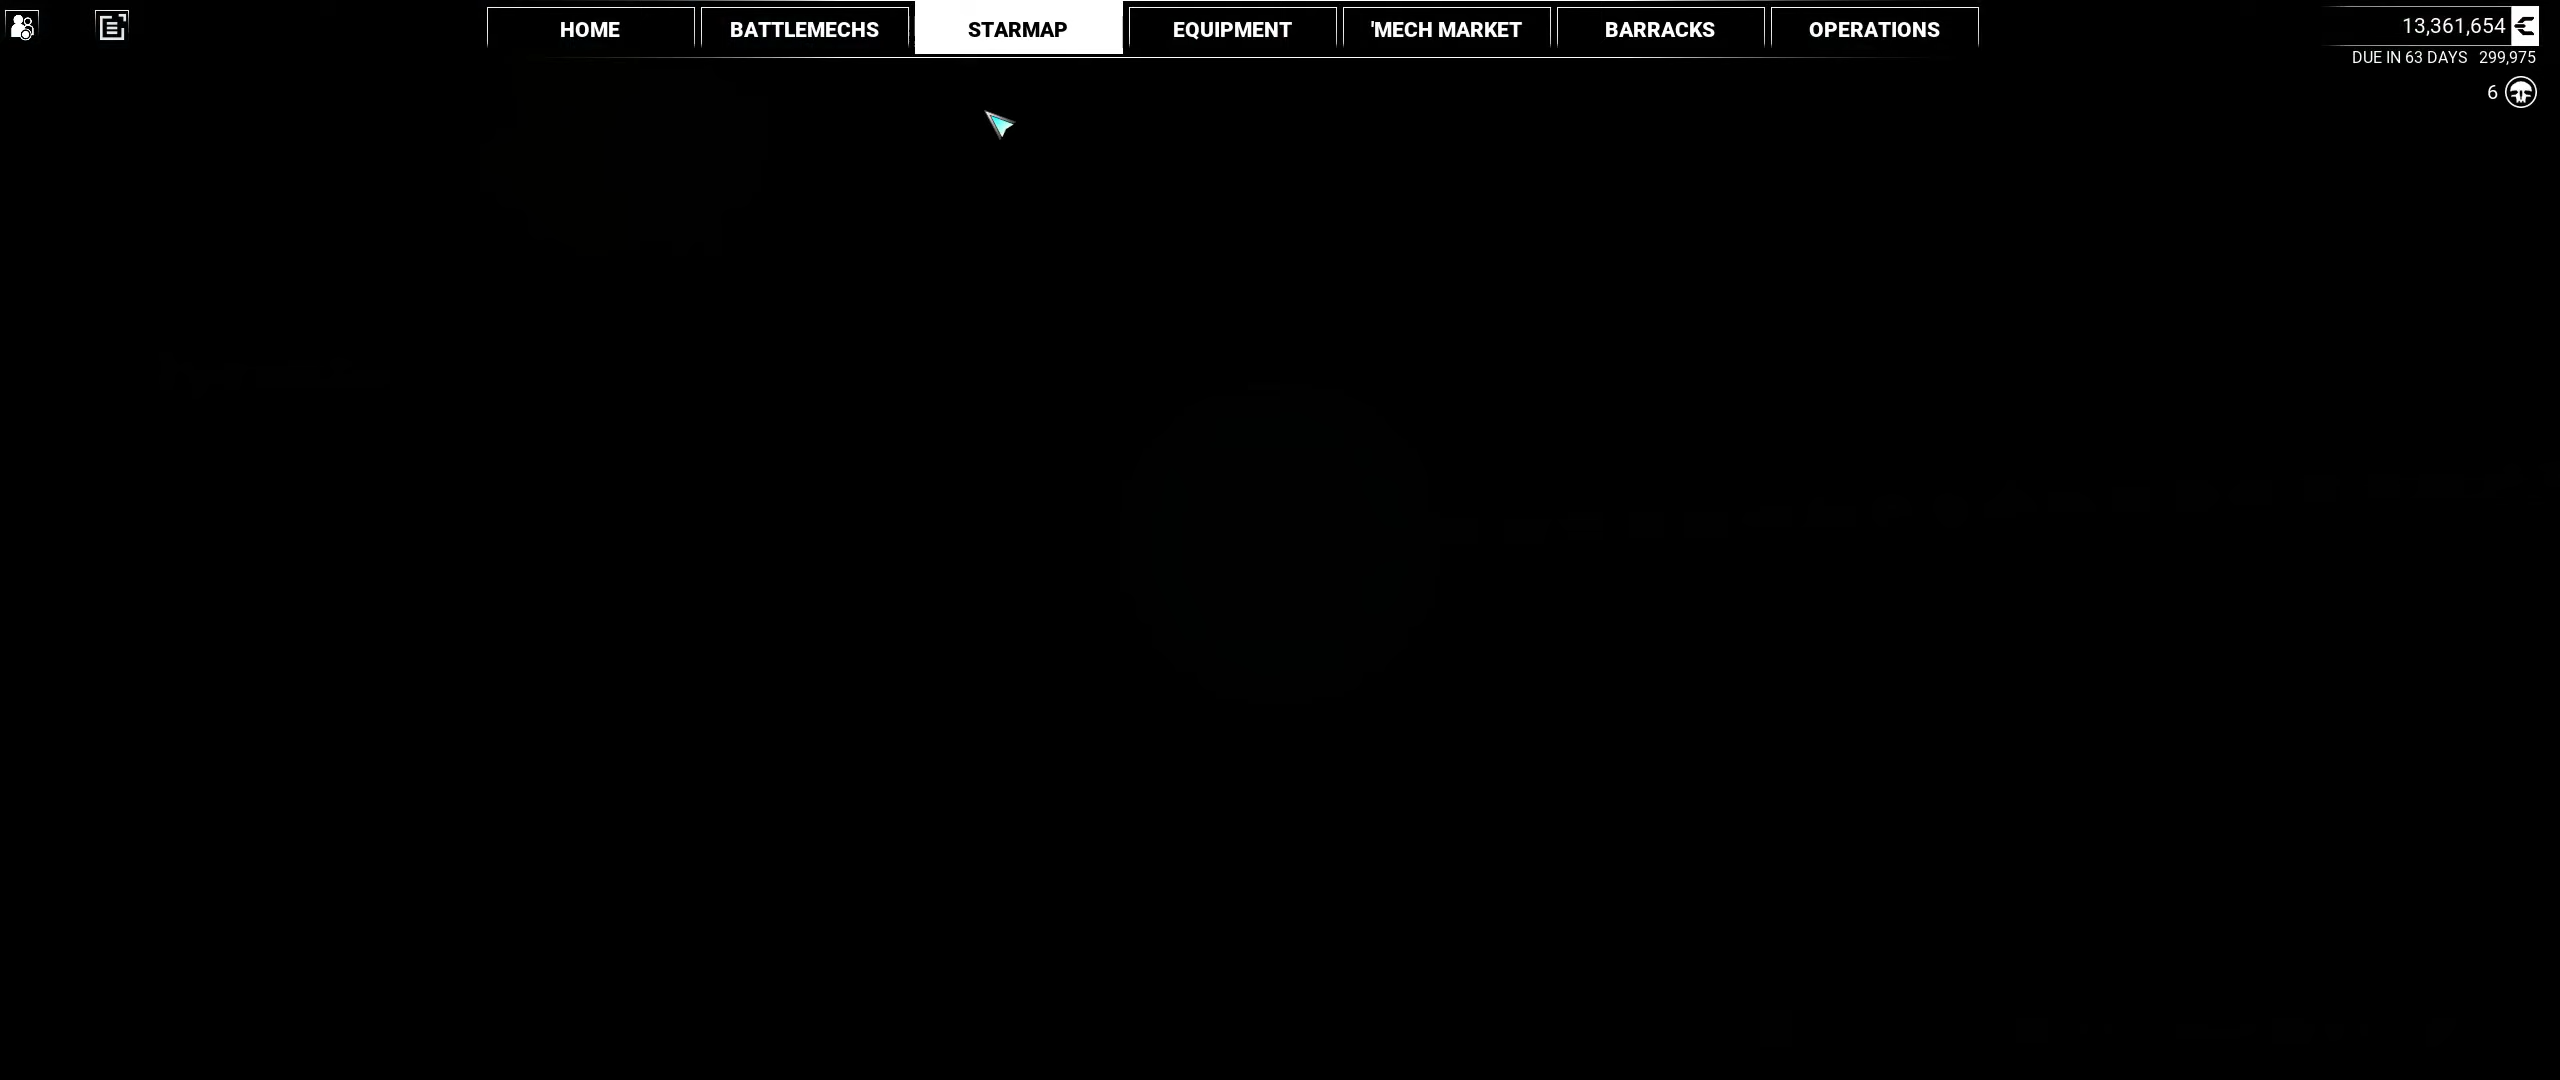 HOME
BATTLEMECHS
STARMAP
EQUIPMENT
'MECH MARKET
BARRACKS
OPERATIONS
13,361,654
DUE IN 63 DAYS 299,975
6